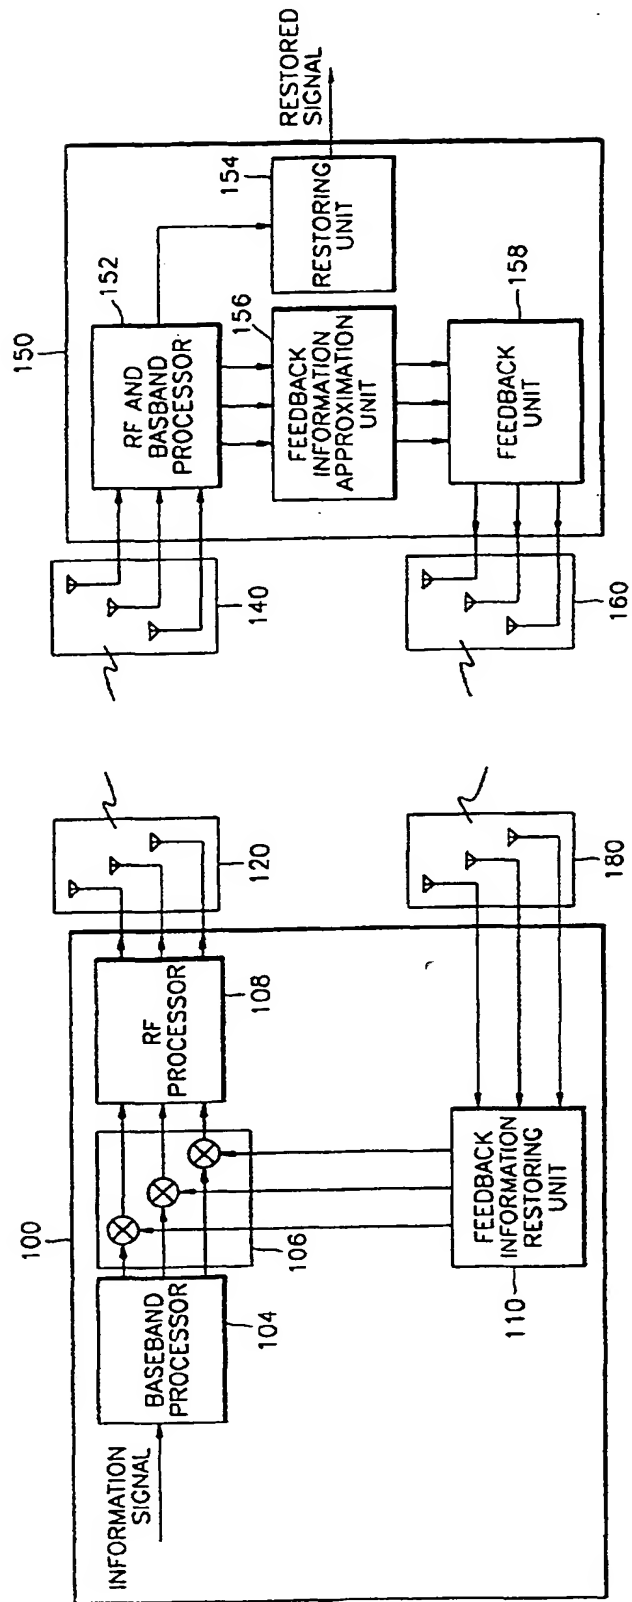 INFORMATION
SIGNAL
100
BASEBAND
PROCESSOR
104
106
RF
PROCESSOR
108
120
FEEDBACK
INFORMATION
RESTORING
UNIT
110
180
140
150
RF AND
BASBAND
PROCESSOR
152
RESTORING
UNIT
154
RESTORED
SIGNAL
FEEDBACK
INFORMATION
APPROXIMATION
UNIT
156
FEEDBACK
UNIT
158
160